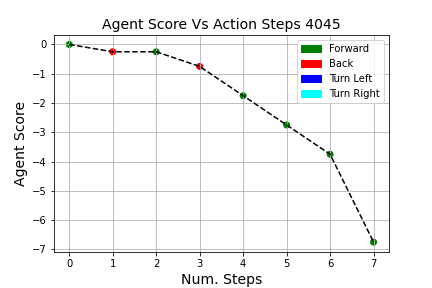 Agent Score Vs Action Steps 4045
Agent Score
0
−1
−2
−3
−4
−5
−6
−7
Forward
Back
Turn Left
Turn Right
0 1 2 3 4 5 6 7
Num. Steps